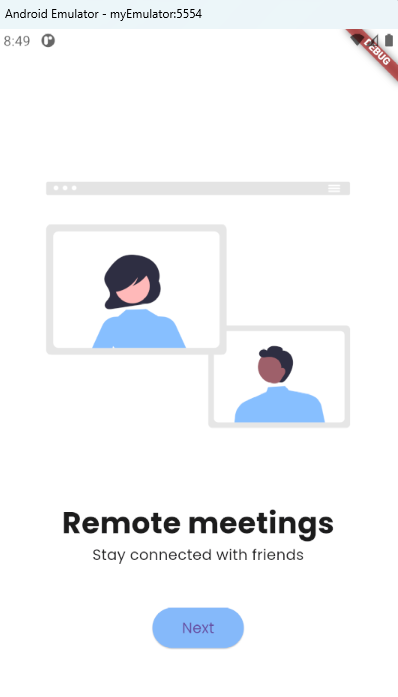 Android Emulator - myEmulator:5554
8:49
DEBUG
Remote meetings
Stay connected with friends
Next